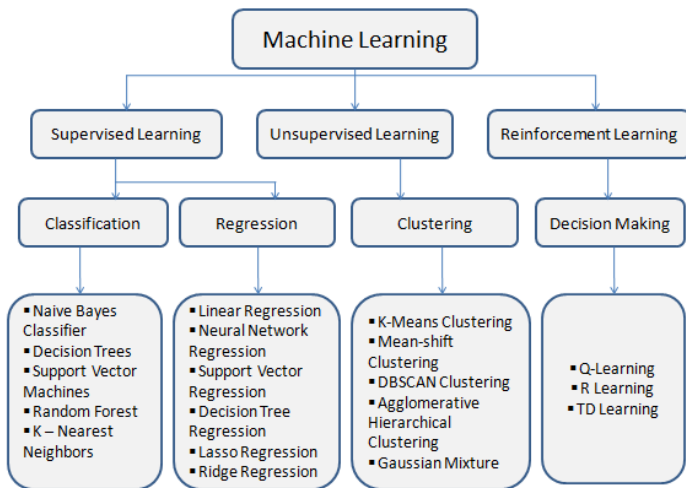 Machine Learning
Supervised Learning
Unsupervised Learning
Reinforcement Learning
Classification
Regression
Clustering
Decision Making
▪ Naive Bayes
Classifier
▪ Decision Trees
▪ Support Vector
Machines
▪ Random Forest
▪ K – Nearest
Neighbors
▪ Linear Regression
▪ Neural Network
Regression
▪ Support Vector
Regression
▪ Decision Tree
Regression
▪ Lasso Regression
▪ Ridge Regression
▪ K-Means Clustering
▪ Mean-shift
Clustering
▪ DBSCAN Clustering
▪ Agglomerative
Hierarchical
Clustering
▪ Gaussian Mixture
▪ Q-Learning
▪ R Learning
▪ TD Learning